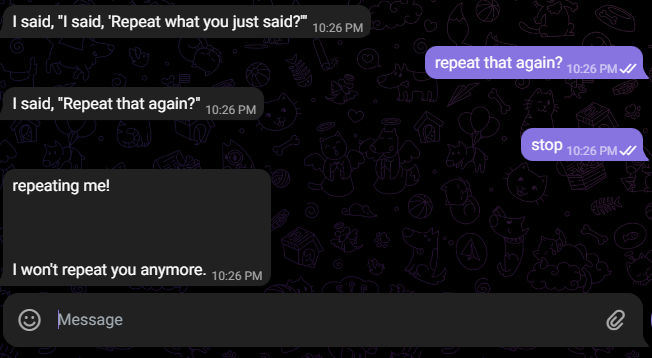 I said, "I said, 'Repeat what you just said?'" 10:26 PM
repeat that again? 10:26 PM
I said, "Repeat that again?" 10:26 PM
stop 10:26 PM
repeating me!
I won't repeat you anymore. 10:26 PM
Message